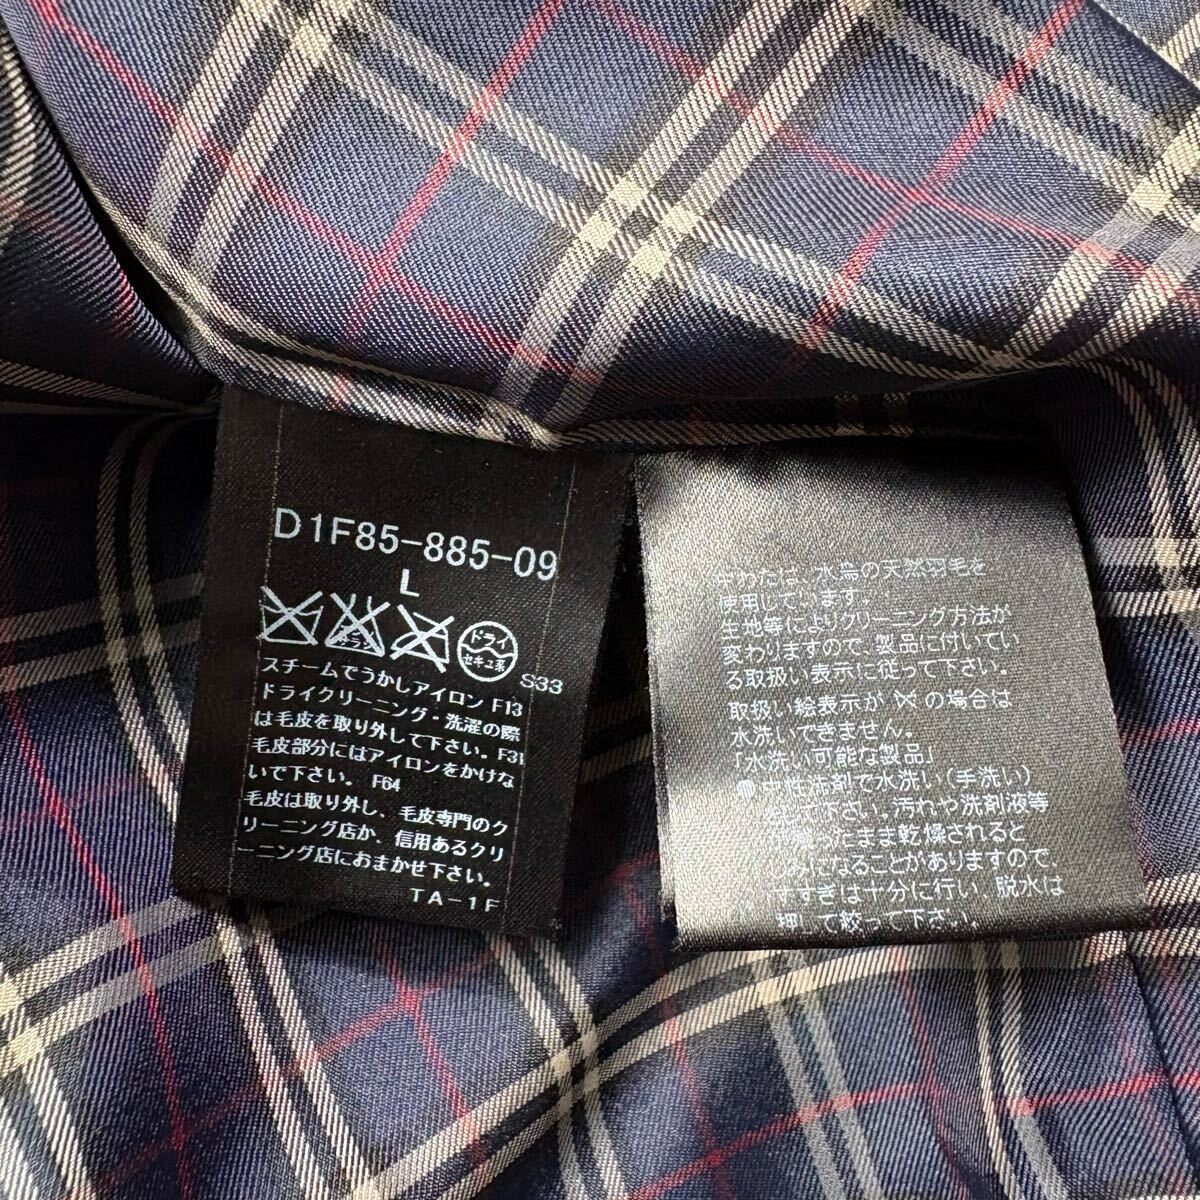 D1F85-885-09
L
エンソ
サラシ
ドライ
セキユ系
スチームでうかしアイロン F13 S33
ドライクリーニング・洗濯の際
は毛皮を取り外して下さい。F31
毛皮部分にはアイロンをかけな
いで下さい。 F64
毛皮は取り外し、毛皮専門のク
リーニング店か、信用あるクリ
ーニング店におまかせ下さい。
TA-1F
中わたは、水鳥の天然羽毛を
使用しています。
生地等によりクリーニング方法が
変わりますので、製品に付いてい
る取扱い表示に従って下さい。
取扱い絵表示が の場合は
水洗いできません。
「水洗い可能な製品」
●中性洗剤で水洗い(手洗い)
下さい。汚れや洗剤液等
たまま乾燥されると
しみになることがありますので、
すすぎは十分に行い、脱水は
押して絞って下さい。